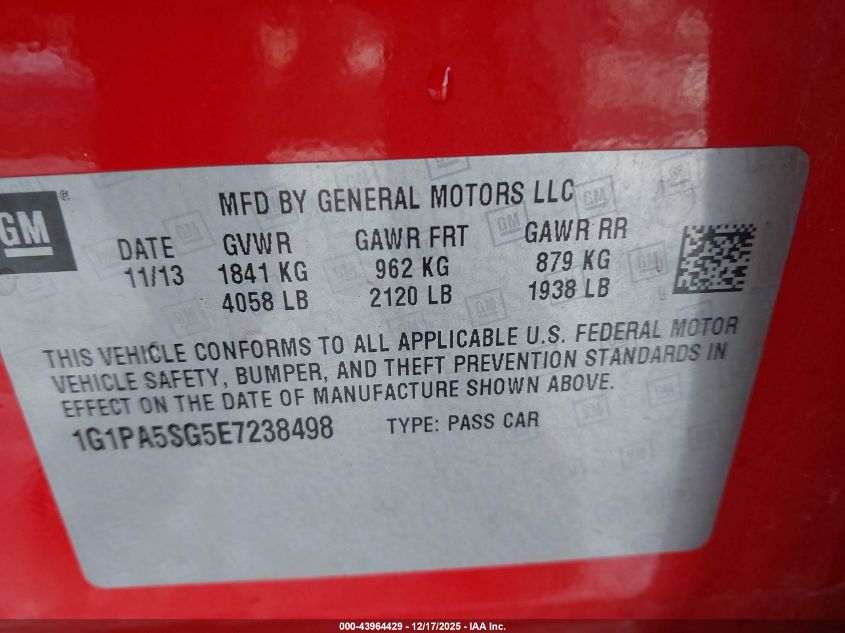 GM ®
MFD BY GENERAL MOTORS LLC
DATE GVWR GAWR FRT GAWR RR
11/13 1841 KG 962 KG 879 KG
4058 LB 2120 LB 1938 LB
THIS VEHICLE CONFORMS TO ALL APPLICABLE U.S. FEDERAL MOTOR
VEHICLE SAFETY, BUMPER, AND THEFT PREVENTION STANDARDS IN
EFFECT ON THE DATE OF MANUFACTURE SHOWN ABOVE.
1G1PA5SG5E7238498 TYPE: PASS CAR
000-43964429 - 12/17/2025 - IAA Inc.